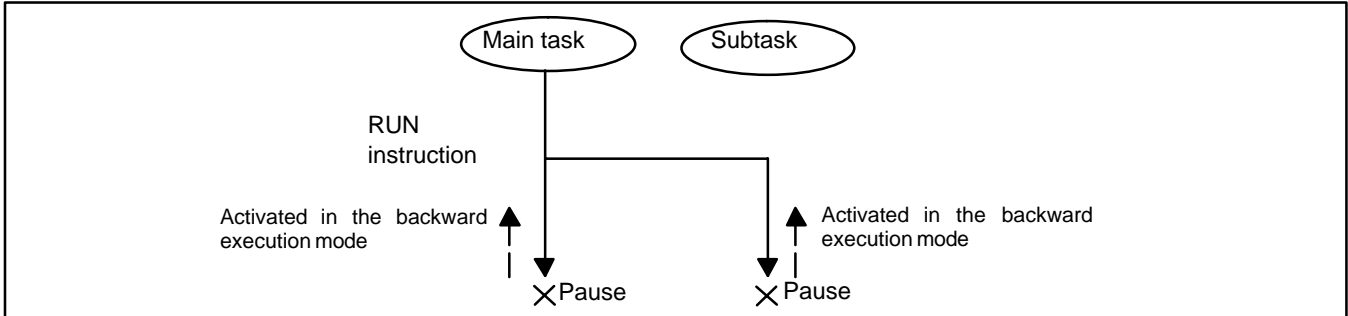 Main task
Subtask
RUN
instruction
Activated in the backward
execution mode
Activated in the backward
execution mode
Pause
Pause